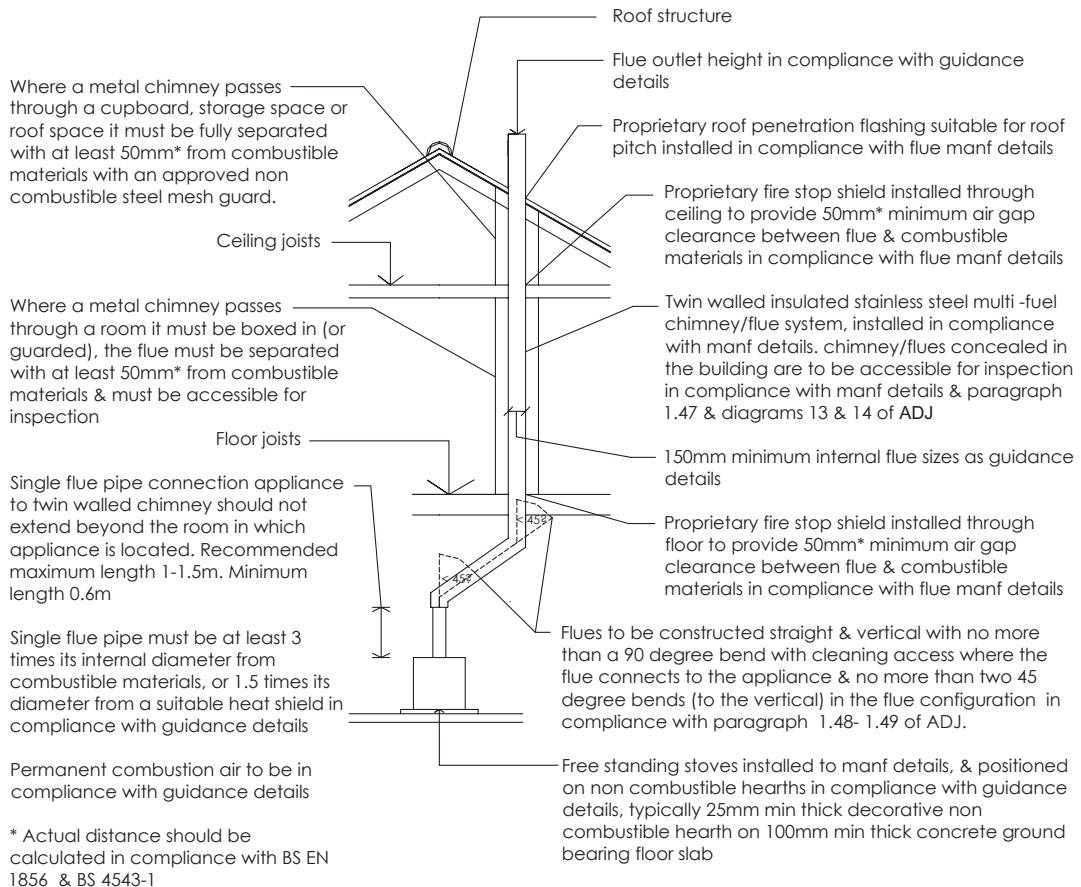 Roof structure
Flue outlet height in compliance with guidance
details
Where a metal chimney passes
through a cupboard, storage space or
roof space it must be fully separated
with at least 50mm* from combustible
materials with an approved non
combustible steel mesh guard.
Proprietary roof penetration flashing suitable for roof
pitch installed in compliance with flue manf details
Proprietary fire stop shield installed through
ceiling to provide 50mm* minimum air gap
clearance between flue & combustible
materials in compliance with flue manf details
Ceiling joists
Where a metal chimney passes
through a room it must be boxed in (or
guarded), the flue must be separated
with at least 50mm* from combustible
materials & must be accessible for
inspection
Twin walled insulated stainless steel multi -fuel
chimney/flue system, installed in compliance
with manf details. chimney/flues concealed in
the building are to be accessible for inspection
in compliance with manf details & paragraph
1.47 & diagrams 13 & 14 of ADJ
Floor joists
150mm minimum internal flue sizes as guidance
details
Single flue pipe connection appliance
to twin walled chimney should not
extend beyond the room in which
appliance is located. Recommended
maximum length 1-1.5m. Minimum
length 0.6m
Proprietary fire stop shield installed through
floor to provide 50mm* minimum air gap
clearance between flue & combustible
materials in compliance with flue manf details
< 45?
< 45?
Single flue pipe must be at least 3
times its internal diameter from
combustible materials, or 1.5 times its
diameter from a suitable heat shield in
compliance with guidance details
Flues to be constructed straight & vertical with no more
than a 90 degree bend with cleaning access where the
flue connects to the appliance & no more than two 45
degree bends (to the vertical) in the flue configuration in
compliance with paragraph 1.48- 1.49 of ADJ.
Permanent combustion air to be in
compliance with guidance details
Free standing stoves installed to manf details, & positioned
on non combustible hearths in compliance with guidance
details, typically 25mm min thick decorative non
combustible hearth on 100mm min thick concrete ground
bearing floor slab
* Actual distance should be
calculated in compliance with BS EN
1856 & BS 4543-1